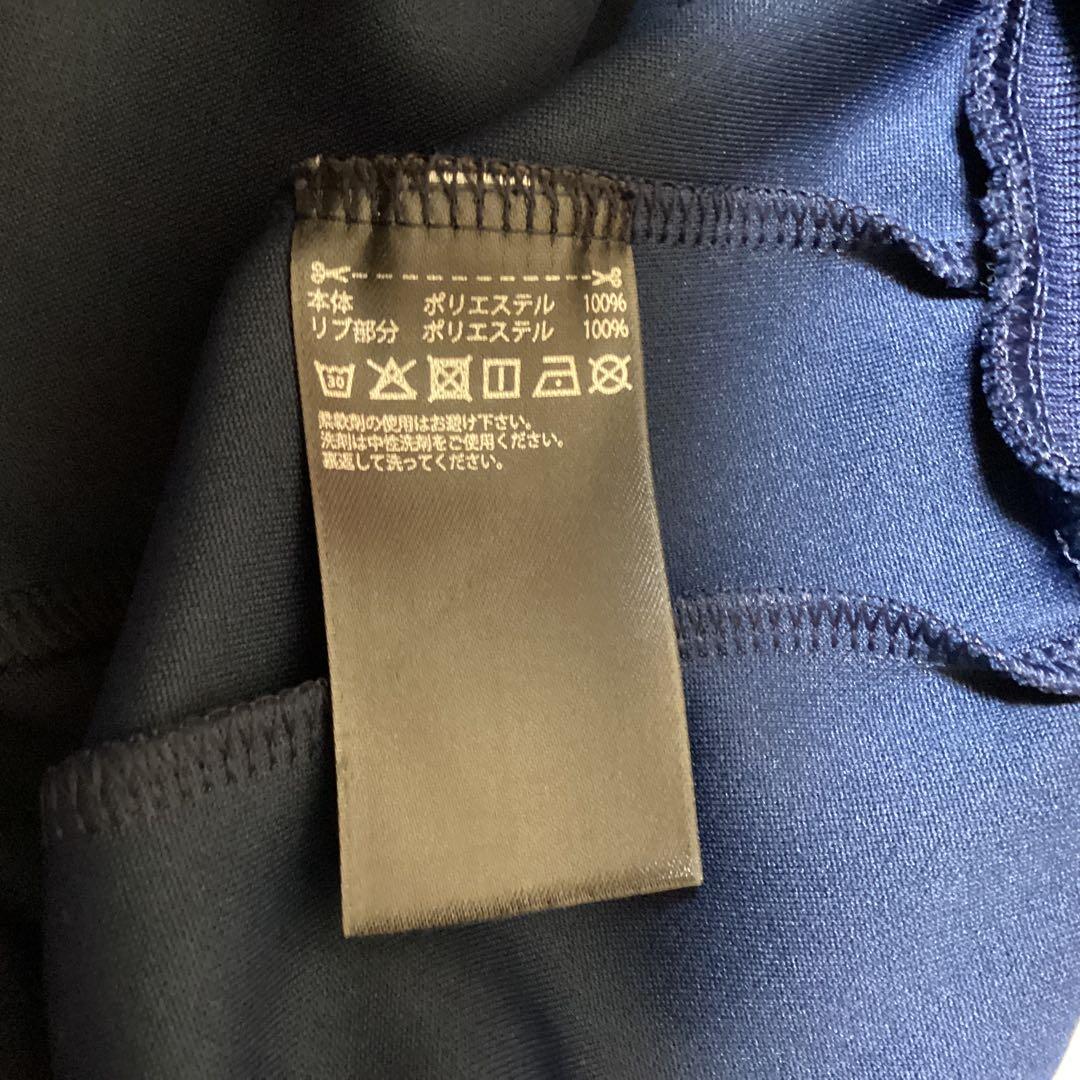 本体 ポリエステル 100%
リブ部分 ポリエステル 100%
30
柔軟剤の使用はお避け下さい。
洗剤は中性洗剤をご使用ください。
裏返して洗ってください。